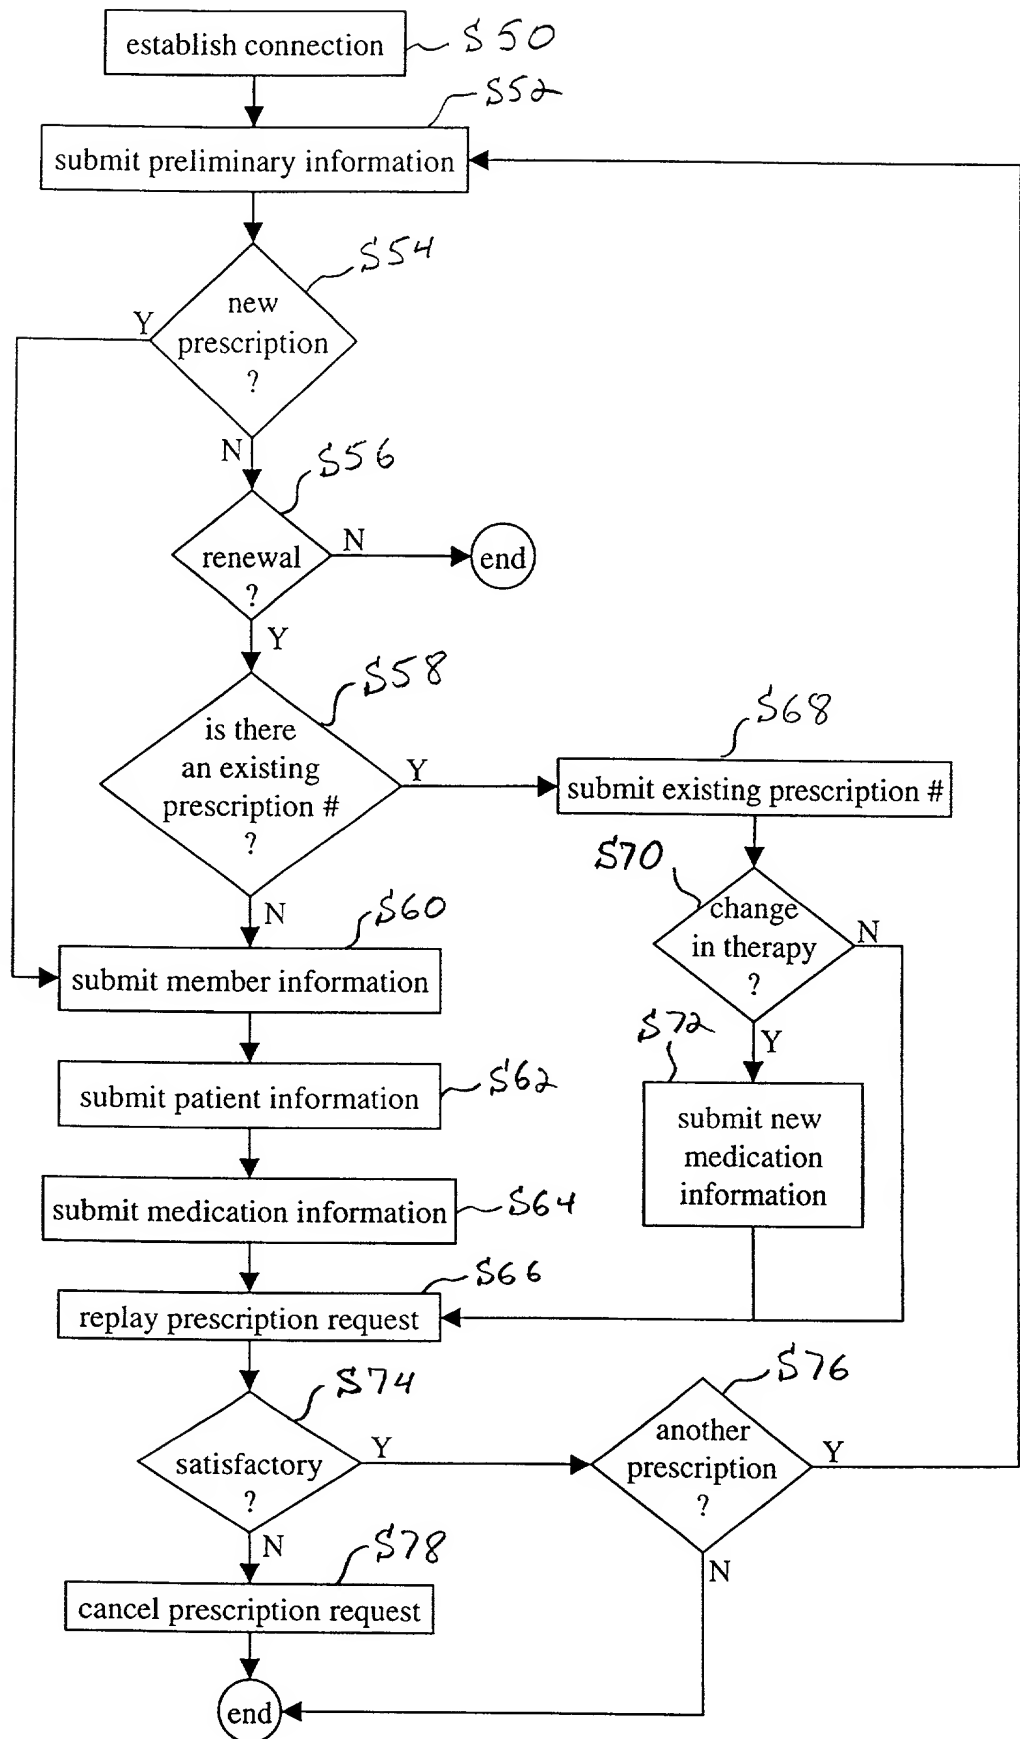 establish connection
S50
S52
submit preliminary information
S54
new
prescription
?
Y
N
S56
renewal
?
N
end
Y
S58
is there
an existing
prescription #
?
Y
S68
submit existing prescription #
S70
change
in therapy
?
N
N
S60
submit member information
S72
Y
submit new
medication
information
submit patient information
S62
submit medication information
S64
S66
replay prescription request
S74
satisfactory
?
Y
S76
another
prescription
?
Y
N
N
S78
cancel prescription request
end